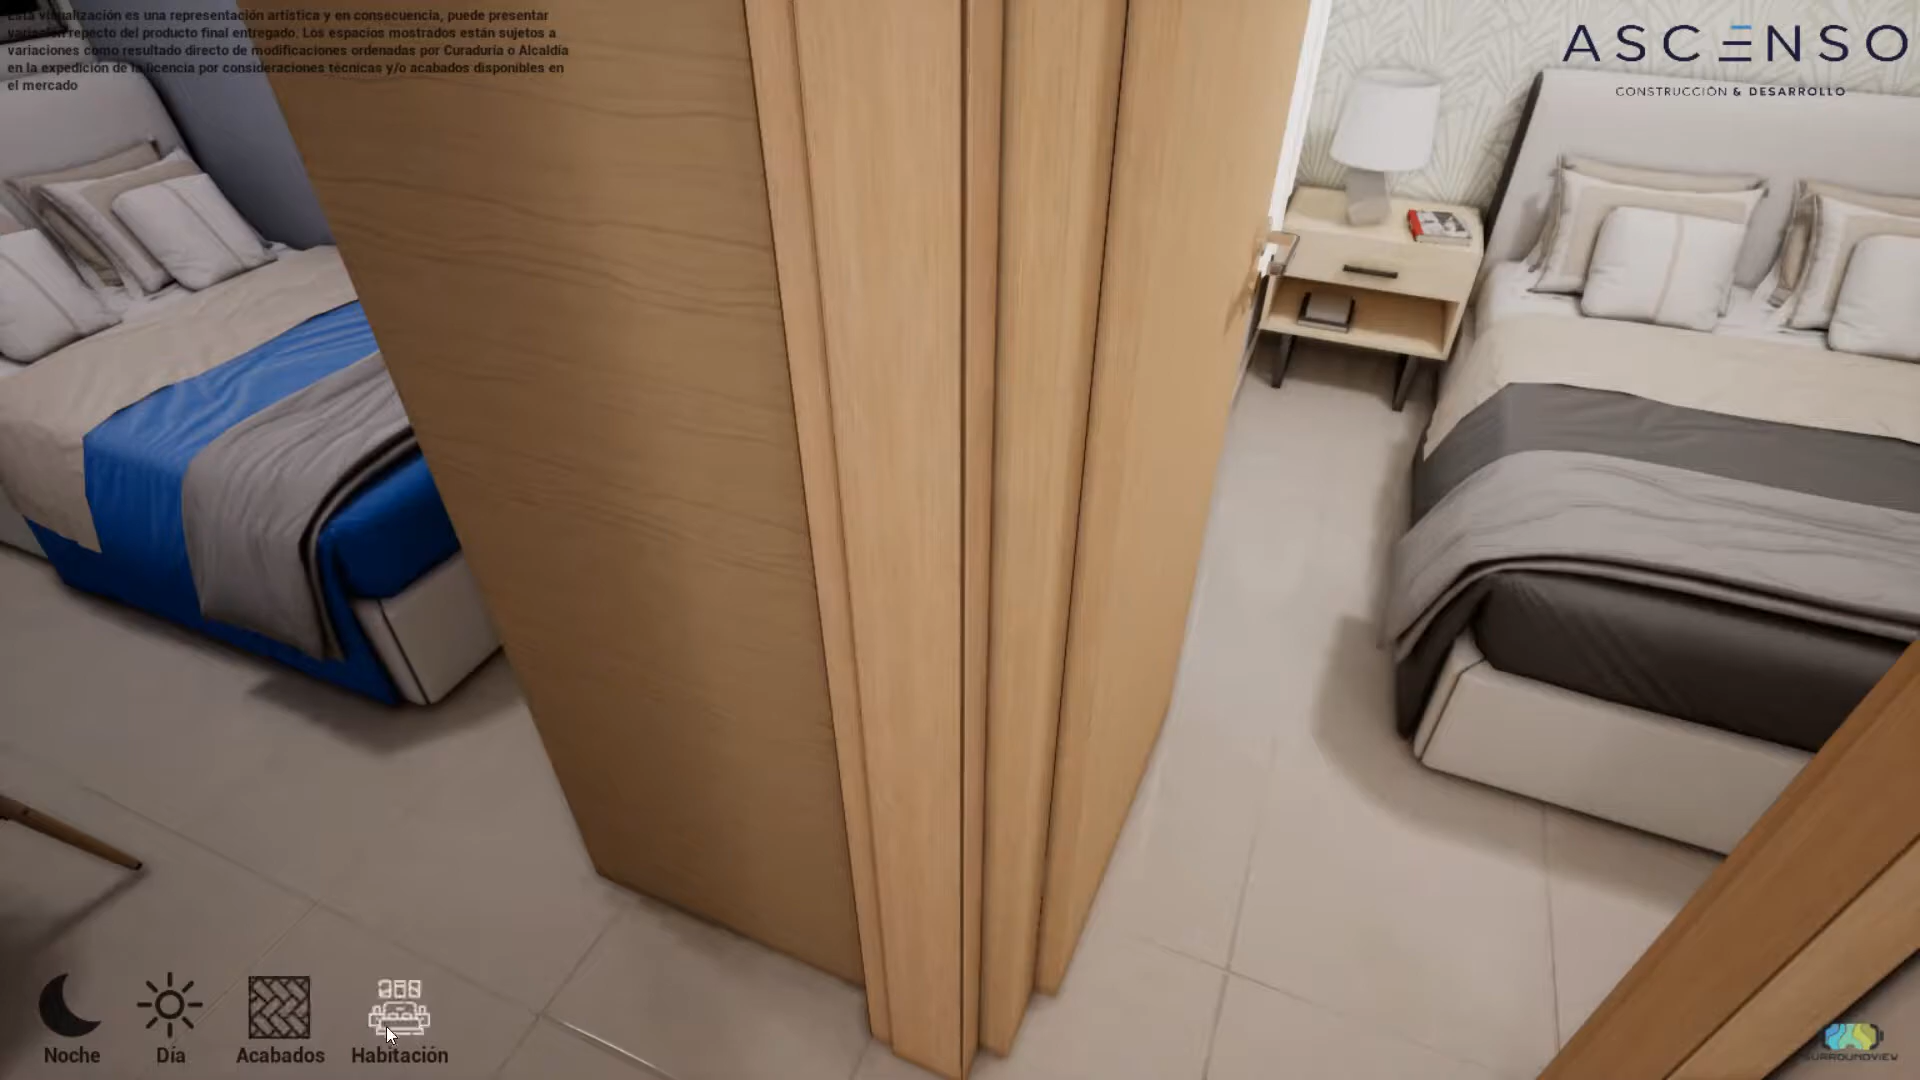 Esta visualización es una representación artística y en consecuencia, puede presentar
variación repecto del producto final entregado. Los espacios mostrados están sujetos a
variaciones como resultado directo de modificaciones ordenadas por Curaduría o Alcaldía
en la expedición de la licencia por consideraciones técnicas y/o acabados disponibles en
el mercado
ASCENSO
CONSTRUCCIÓN & DESARROLLO
Noche
Día
Acabados
Habitación
SURROUNDVIEW